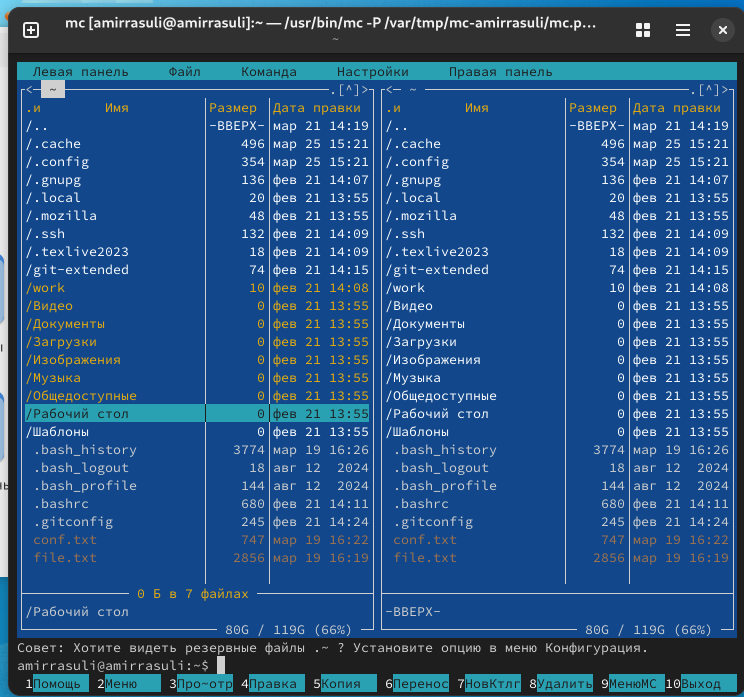 mc [amirrasuli@amirrasuli]:~ — /usr/bin/mc -P /var/tmp/mc-amirrasuli/mc.p…
~
Левая панель Файл Команда Настройки Правая панель
<─ ~ .[^]> <─ ~ .[^]>
.и Имя Размер Дата правки .и Имя Размер Дата правки
/.. -ВВЕРХ- мар 21 14:19 /.. -ВВЕРХ- мар 21 14:19
/.cache 496 мар 25 15:21 /.cache 496 мар 25 15:21
/.config 354 мар 25 15:21 /.config 354 мар 25 15:21
/.gnupg 136 фев 21 14:07 /.gnupg 136 фев 21 14:07
/.local 20 фев 21 13:55 /.local 20 фев 21 13:55
/.mozilla 48 фев 21 13:55 /.mozilla 48 фев 21 13:55
/.ssh 132 фев 21 14:09 /.ssh 132 фев 21 14:09
/.texlive2023 18 фев 21 14:09 /.texlive2023 18 фев 21 14:09
/git-extended 74 фев 21 14:15 /git-extended 74 фев 21 14:15
/work 10 фев 21 14:08 /work 10 фев 21 14:08
/Видео 0 фев 21 13:55 /Видео 0 фев 21 13:55
/Документы 0 фев 21 13:55 /Документы 0 фев 21 13:55
/Загрузки 0 фев 21 13:55 /Загрузки 0 фев 21 13:55
/Изображения 0 фев 21 13:55 /Изображения 0 фев 21 13:55
/Музыка 0 фев 21 13:55 /Музыка 0 фев 21 13:55
/Общедоступные 0 фев 21 13:55 /Общедоступные 0 фев 21 13:55
/Рабочий стол 0 фев 21 13:55 /Рабочий стол 0 фев 21 13:55
/Шаблоны 0 фев 21 13:55 /Шаблоны 0 фев 21 13:55
.bash_history 3774 мар 19 16:26 .bash_history 3774 мар 19 16:26
.bash_logout 18 авг 12 2024 .bash_logout 18 авг 12 2024
.bash_profile 144 авг 12 2024 .bash_profile 144 авг 12 2024
.bashrc 680 фев 21 14:11 .bashrc 680 фев 21 14:11
.gitconfig 245 фев 21 14:24 .gitconfig 245 фев 21 14:24
conf.txt 747 мар 19 16:22 conf.txt 747 мар 19 16:22
file.txt 2856 мар 19 16:19 file.txt 2856 мар 19 16:19
0 Б в 7 файлах
/Рабочий стол -ВВЕРХ-
80G / 119G (66%) 80G / 119G (66%)
Совет: Хотите видеть резервные файлы .~ ? Установите опцию в меню Конфигурация.
amirrasuli@amirrasuli:~$
1Помощь 2Меню 3Про~отр 4Правка 5Копия 6Перенос 7НовКтлг 8Удалить 9МенюMC 10Выход